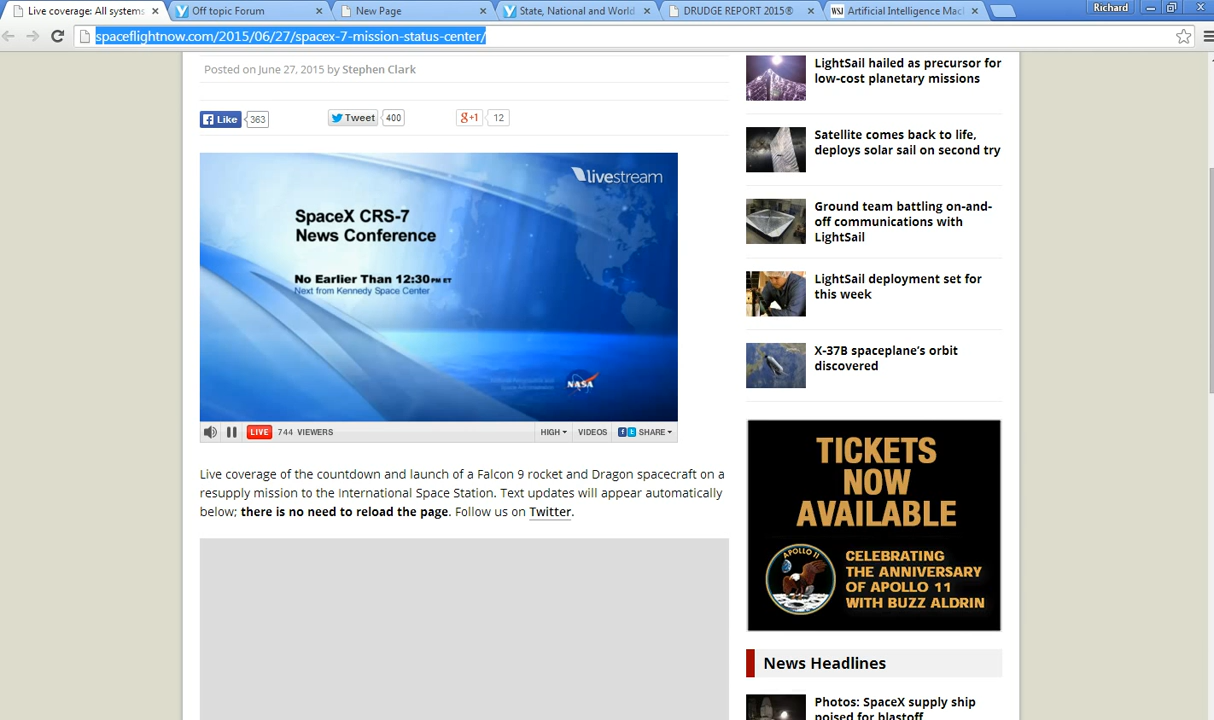 Live coverage: All systems
Off topic Forum
New Page
State, National and World
DRUDGE REPORT 2015®
WSJ
Artificial Intelligence Mac
Richard
spaceflightnow.com/2015/06/27/spacex-7-mission-status-center/
Posted on June 27, 2015 by Stephen Clark
Like 363
Tweet 400
g+1 12
livestream
SpaceX CRS-7
News Conference
No Earlier Than 12:30 PM ET
Next from Kennedy Space Center
NASA
LIVE 744 VIEWERS HIGH VIDEOS SHARE
Live coverage of the countdown and launch of a Falcon 9 rocket and Dragon spacecraft on a
resupply mission to the International Space Station. Text updates will appear automatically
below; there is no need to reload the page. Follow us on Twitter.
LightSail hailed as precursor for
low-cost planetary missions
Satellite comes back to life,
deploys solar sail on second try
Ground team battling on-and-
off communications with
LightSail
LightSail deployment set for
this week
X-37B spaceplane’s orbit
discovered
TICKETS
NOW
AVAILABLE
APOLLO 11
CELEBRATING
THE ANNIVERSARY
OF APOLLO 11
WITH BUZZ ALDRIN
News Headlines
Photos: SpaceX supply ship
poised for blastoff